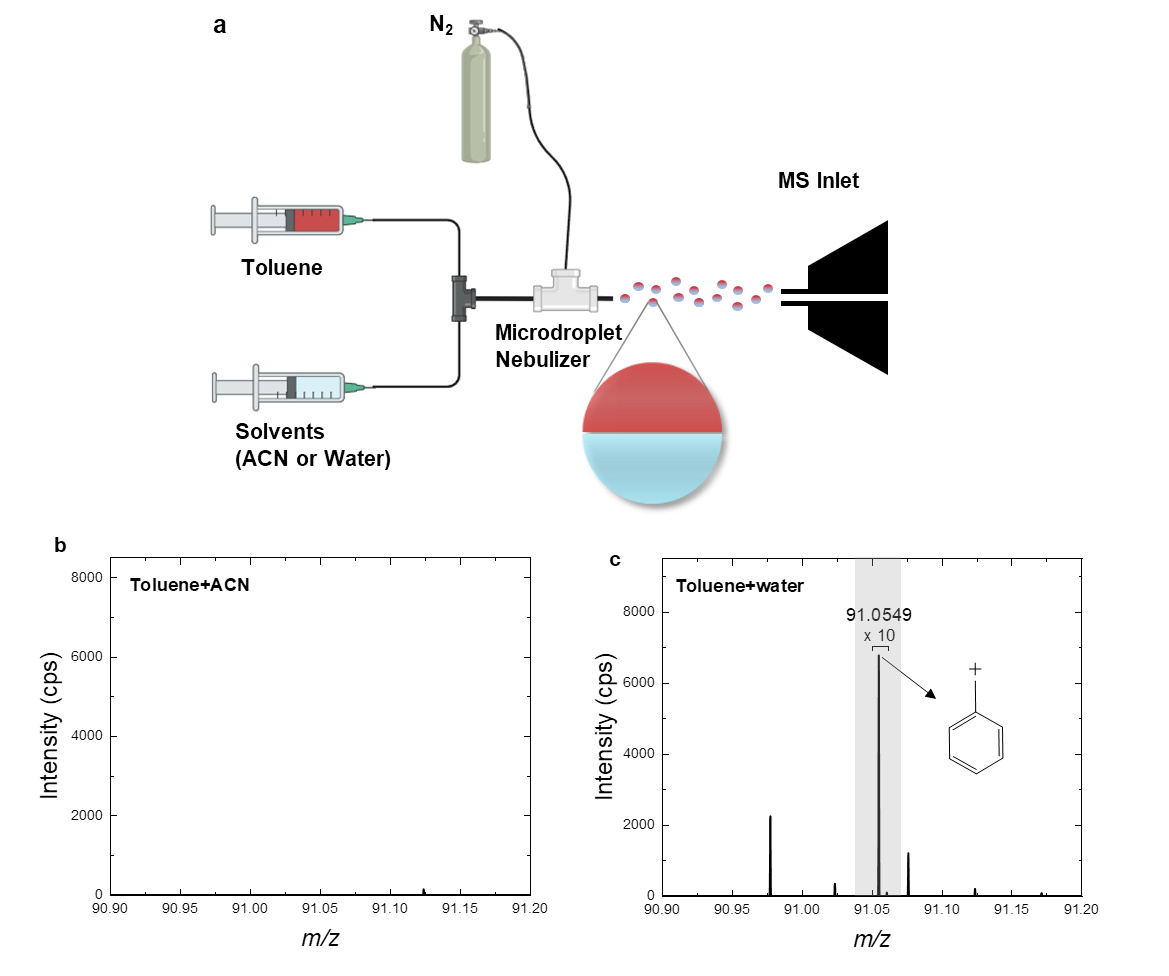 a
N₂
MS Inlet
Toluene
Microdroplet
Nebulizer
Solvents
(ACN or Water)
b
Toluene+ACN
Intensity (cps)
8000
6000
4000
2000
0
90.90 90.95 91.00 91.05 91.10 91.15 91.20
m/z
c
Toluene+water
91.0549
x 10
+
Intensity (cps)
8000
6000
4000
2000
0
90.90 90.95 91.00 91.05 91.10 91.15 91.20
m/z